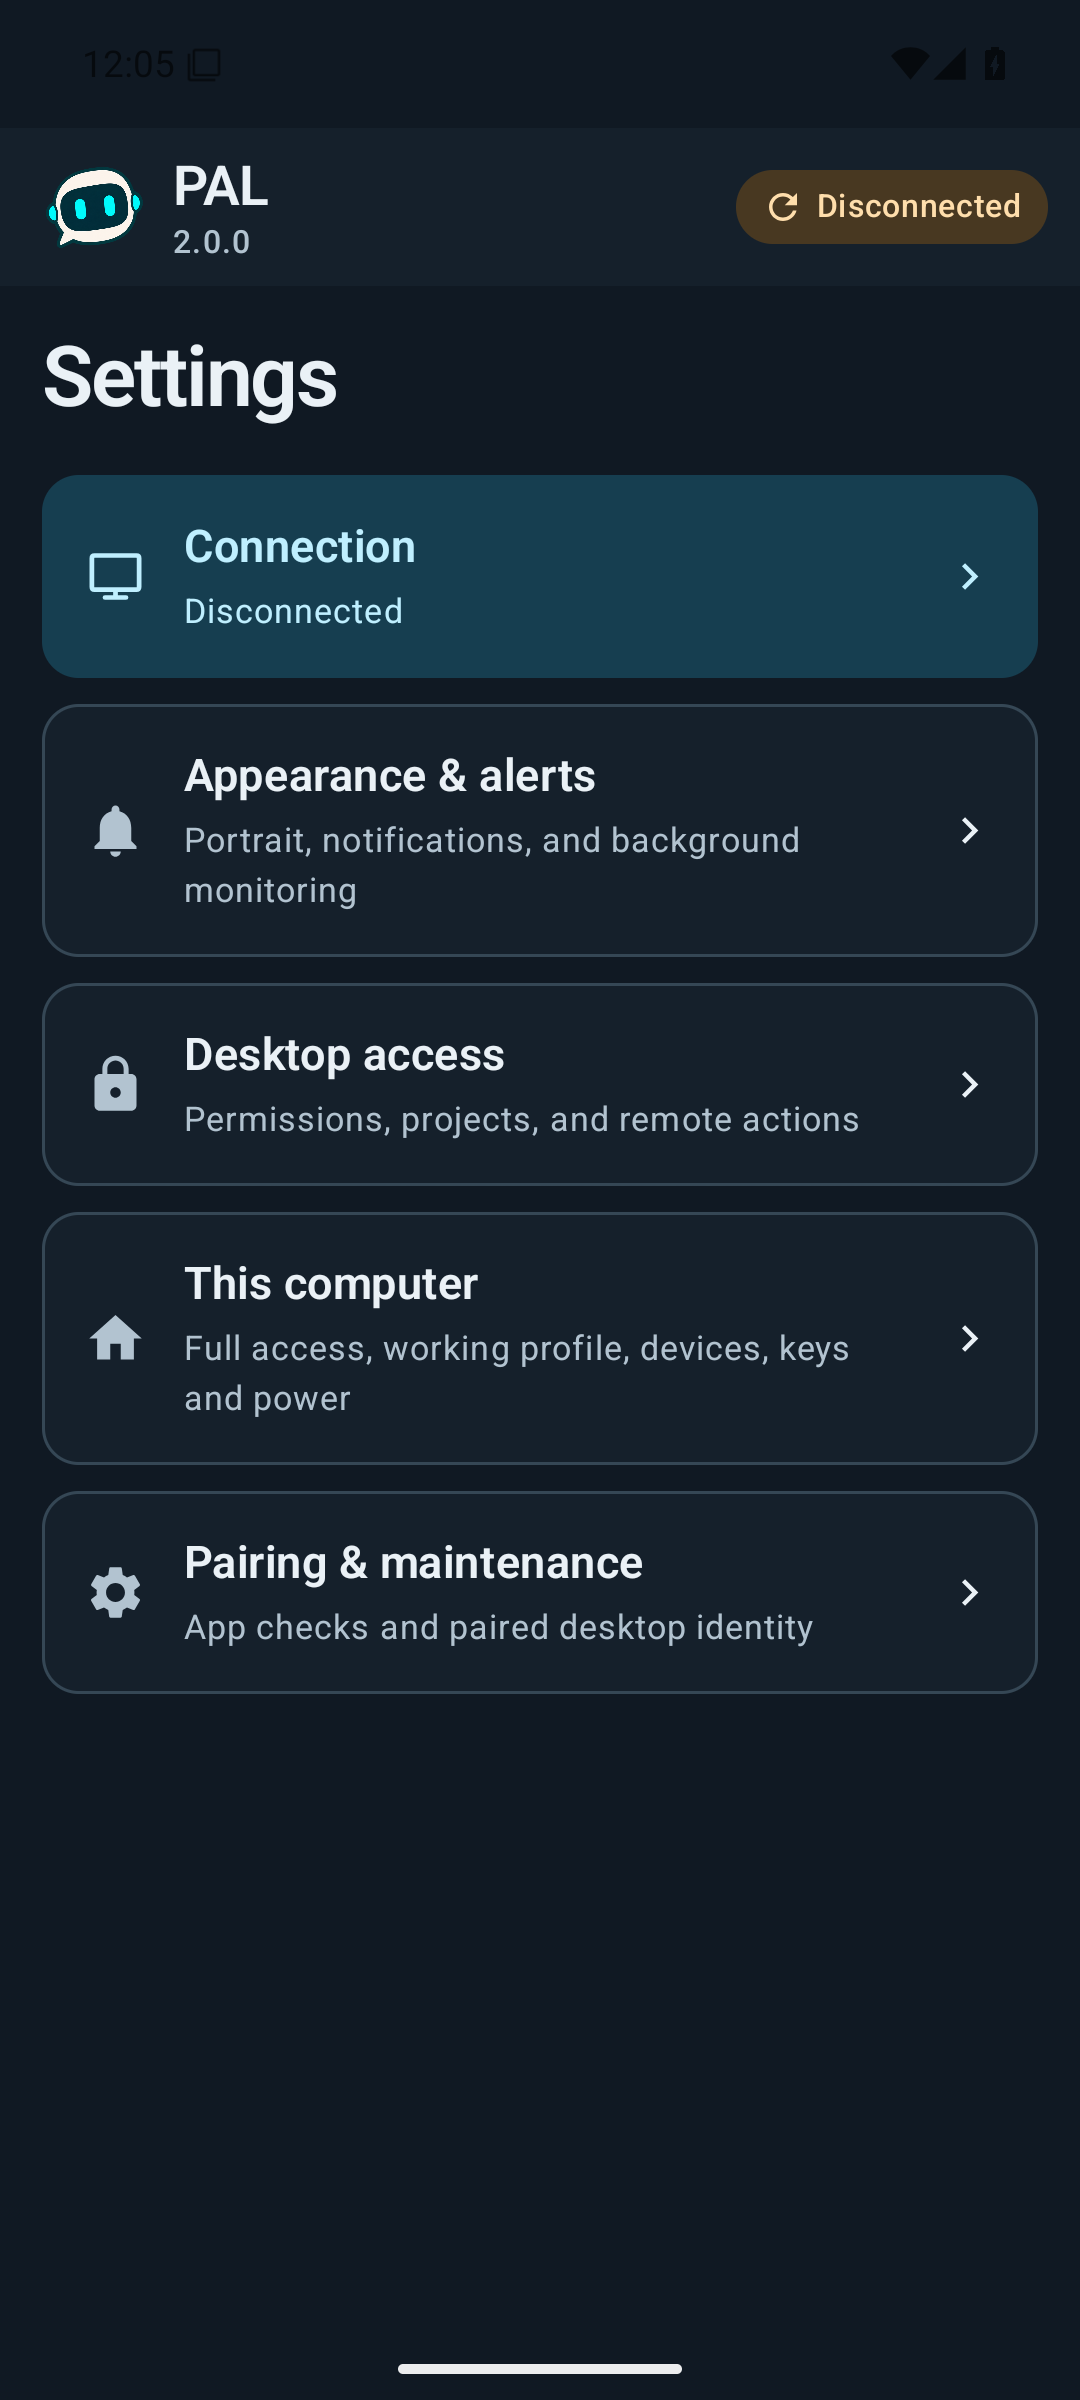 12:05
PAL
2.0.0
Disconnected
Settings
Connection
Disconnected
Appearance & alerts
Portrait, notifications, and background
monitoring
Desktop access
Permissions, projects, and remote actions
This computer
Full access, working profile, devices, keys
and power
Pairing & maintenance
App checks and paired desktop identity